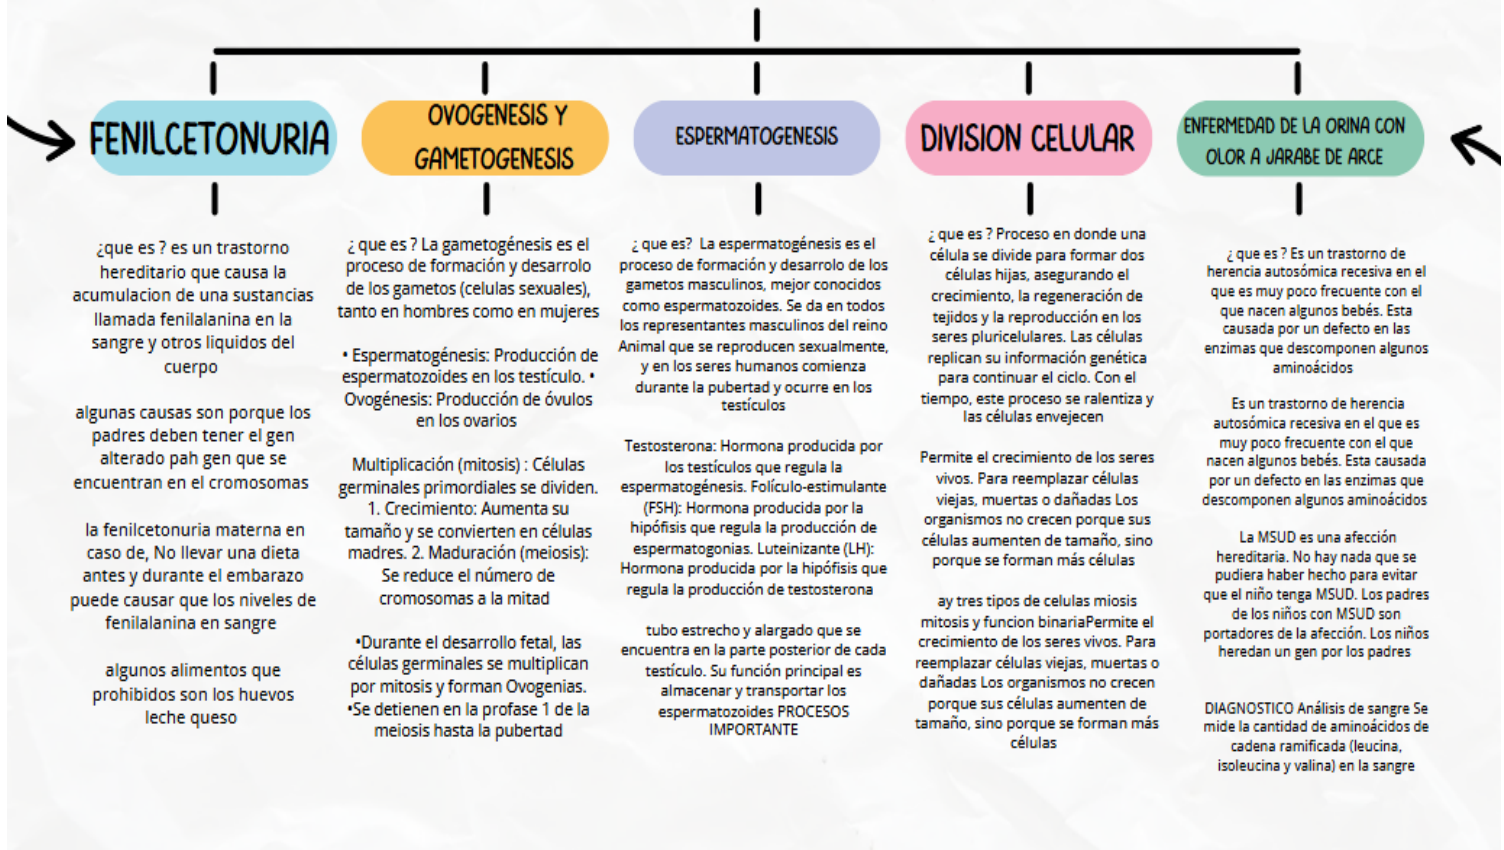 FENILCETONURIA
¿que es ? es un trastorno
hereditario que causa la
acumulacion de una sustancias
llamada fenilalanina en la
sangre y otros liquidos del
cuerpo
algunas causas son porque los
padres deben tener el gen
alterado pah gen que se
encuentran en el cromosomas
la fenilcetonuria materna en
caso de, No llevar una dieta
antes y durante el embarazo
puede causar que los niveles de
fenilalanina en sangre
algunos alimentos que
prohibidos son los huevos
leche queso
OVOGENESIS Y
GAMETOGENESIS
¿ que es ? La gametogénesis es el
proceso de formación y desarrolo
de los gametos (celulas sexuales),
tanto en hombres como en mujeres
• Espermatogénesis: Producción de
espermatozoides en los testículo. •
Ovogénesis: Producción de óvulos
en los ovarios
Multiplicación (mitosis) : Células
germinales primordiales se dividen.
1. Crecimiento: Aumenta su
tamaño y se convierten en células
madres. 2. Maduración (meiosis):
Se reduce el número de
cromosomas a la mitad
•Durante el desarrollo fetal, las
células germinales se multiplican
por mitosis y forman Ovogenias.
•Se detienen en la profase 1 de la
meiosis hasta la pubertad
ESPERMATOGENESIS
¿ que es? La espermatogénesis es el
proceso de formación y desarrolo de los
gametos masculinos, mejor conocidos
como espermatozoides. Se da en todos
los representantes masculinos del reino
Animal que se reproducen sexualmente,
y en los seres humanos comienza
durante la pubertad y ocurre en los
testículos
Testosterona: Hormona producida por
los testículos que regula la
espermatogénesis. Folículo-estimulante
(FSH): Hormona producida por la
hipófisis que regula la producción de
espermatogonias. Luteinizante (LH):
Hormona producida por la hipófisis que
regula la producción de testosterona
tubo estrecho y alargado que se
encuentra en la parte posterior de cada
testículo. Su función principal es
almacenar y transportar los
espermatozoides PROCESOS
IMPORTANTE
DIVISION CELULAR
¿ que es ? Proceso en donde una
célula se divide para formar dos
células hijas, asegurando el
crecimiento, la regeneración de
tejidos y la reproducción en los
seres pluricelulares. Las células
replican su información genética
para continuar el ciclo. Con el
tiempo, este proceso se ralentiza y
las células envejecen
Permite el crecimiento de los seres
vivos. Para reemplazar células
viejas, muertas o dañadas Los
organismos no crecen porque sus
células aumenten de tamaño, sino
porque se forman más células
ay tres tipos de celulas miosis
mitosis y funcion binariaPermite el
crecimiento de los seres vivos. Para
reemplazar células viejas, muertas o
dañadas Los organismos no crecen
porque sus células aumenten de
tamaño, sino porque se forman más
células
ENFERMEDAD DE LA ORINA CON
OLOR A JARABE DE ARCE
¿ que es ? Es un trastorno de
herencia autosómica recesiva en el
que es muy poco frecuente con el
que nacen algunos bebés. Esta
causada por un defecto en las
enzimas que descomponen algunos
aminoácidos
Es un trastorno de herencia
autosómica recesiva en el que es
muy poco frecuente con el que
nacen algunos bebés. Esta causada
por un defecto en las enzimas que
descomponen algunos aminoácidos
La MSUD es una afección
hereditaria. No hay nada que se
pudiera haber hecho para evitar
que el niño tenga MSUD. Los padres
de los niños con MSUD son
portadores de la afección. Los niños
heredan un gen por los padres
DIAGNOSTICO Análisis de sangre Se
mide la cantidad de aminoácidos de
cadena ramificada (leucina,
isoleucina y valina) en la sangre